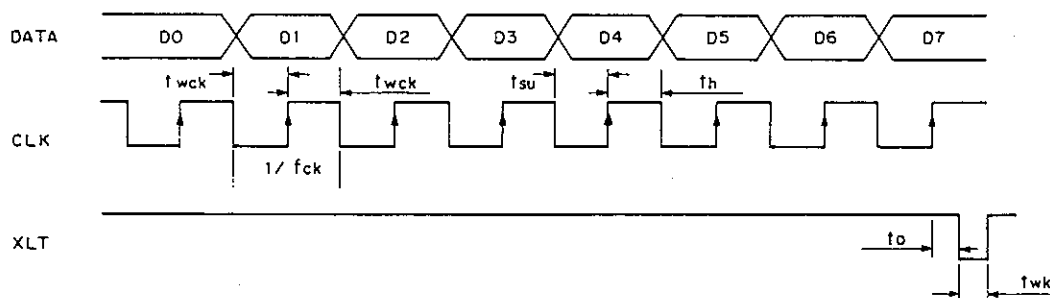 DATA D0 D1 D2 D3 D4 D5 D6 D7
twck twck tsu th
CLK
1/fck
XLT
to
twk